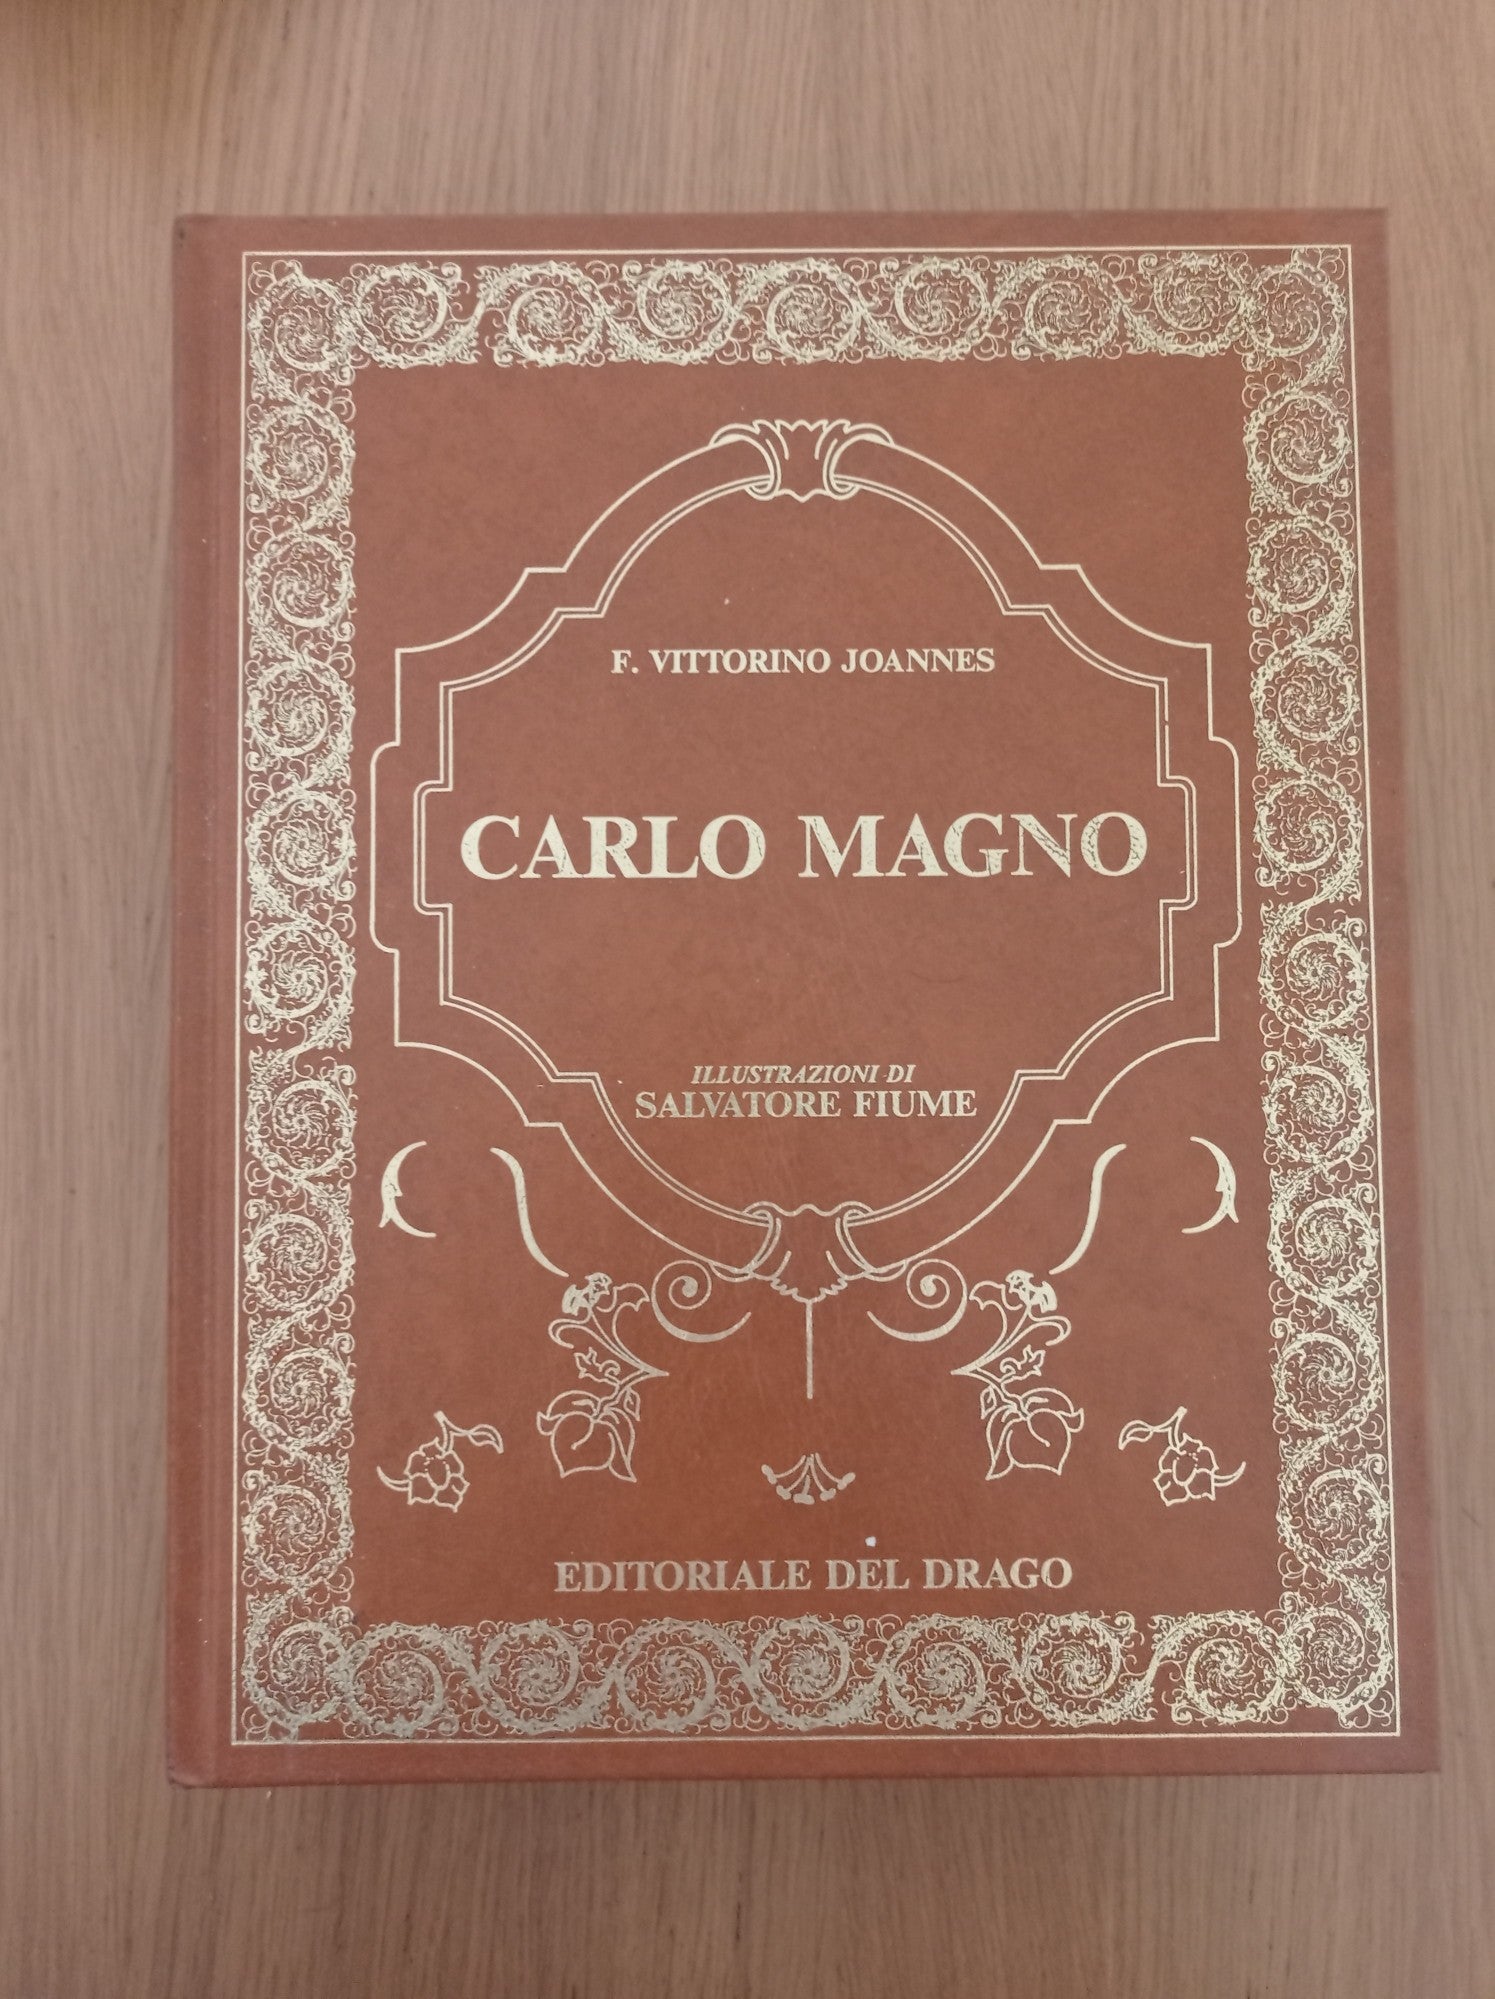 F. VITTORINO JOANNES
CARLO MAGNO
ILLUSTRAZIONI DI
SALVATORE FIUME
EDITORIALE DEL DRAGO